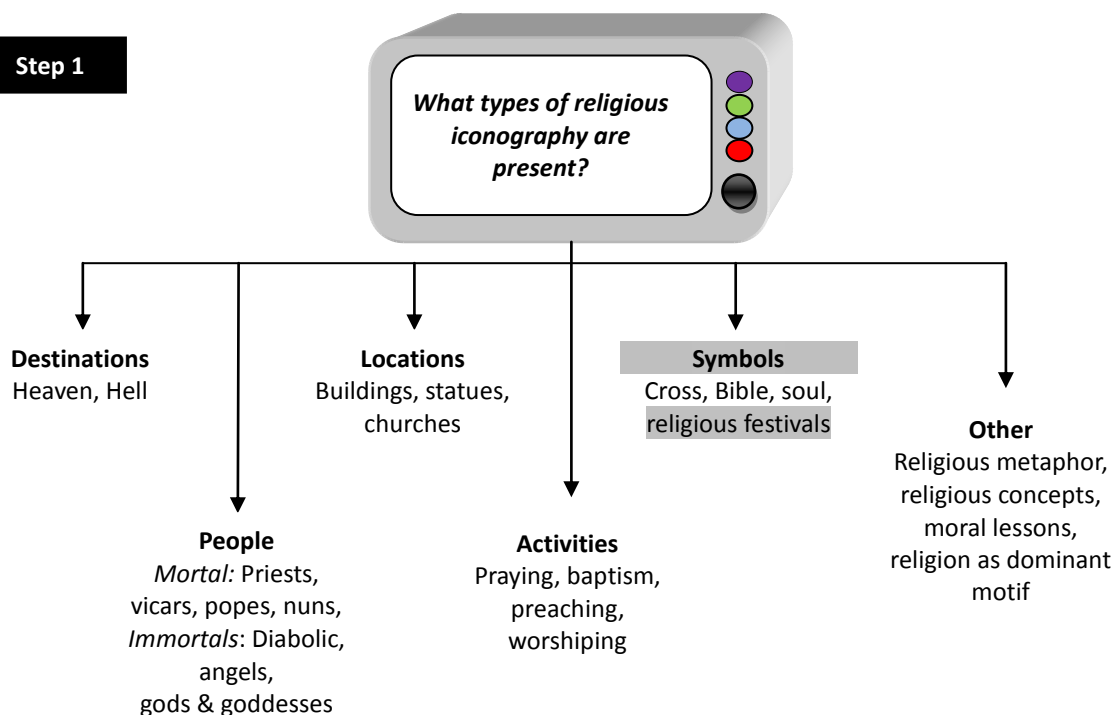 Step 1
What types of religious
iconography are
present?
Destinations
Heaven, Hell
Locations
Buildings, statues,
churches
Symbols
Cross, Bible, soul,
religious festivals
Other
Religious metaphor,
religious concepts,
moral lessons,
religion as dominant
motif
People
Mortal: Priests,
vicars, popes, nuns,
Immortals: Diabolic,
angels,
gods & goddesses
Activities
Praying, baptism,
preaching,
worshiping